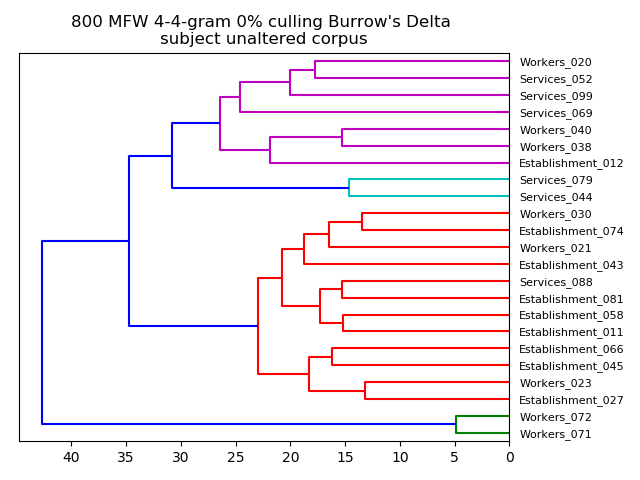 800 MFW 4-4-gram 0% culling Burrow's Delta
subject unaltered corpus
Workers_020
Services_052
Services_099
Services_069
Workers_040
Workers_038
Establishment_012
Services_079
Services_044
Workers_030
Establishment_074
Workers_021
Establishment_043
Services_088
Establishment_081
Establishment_058
Establishment_011
Establishment_066
Establishment_045
Workers_023
Establishment_027
Workers_072
Workers_071
40 35 30 25 20 15 10 5 0